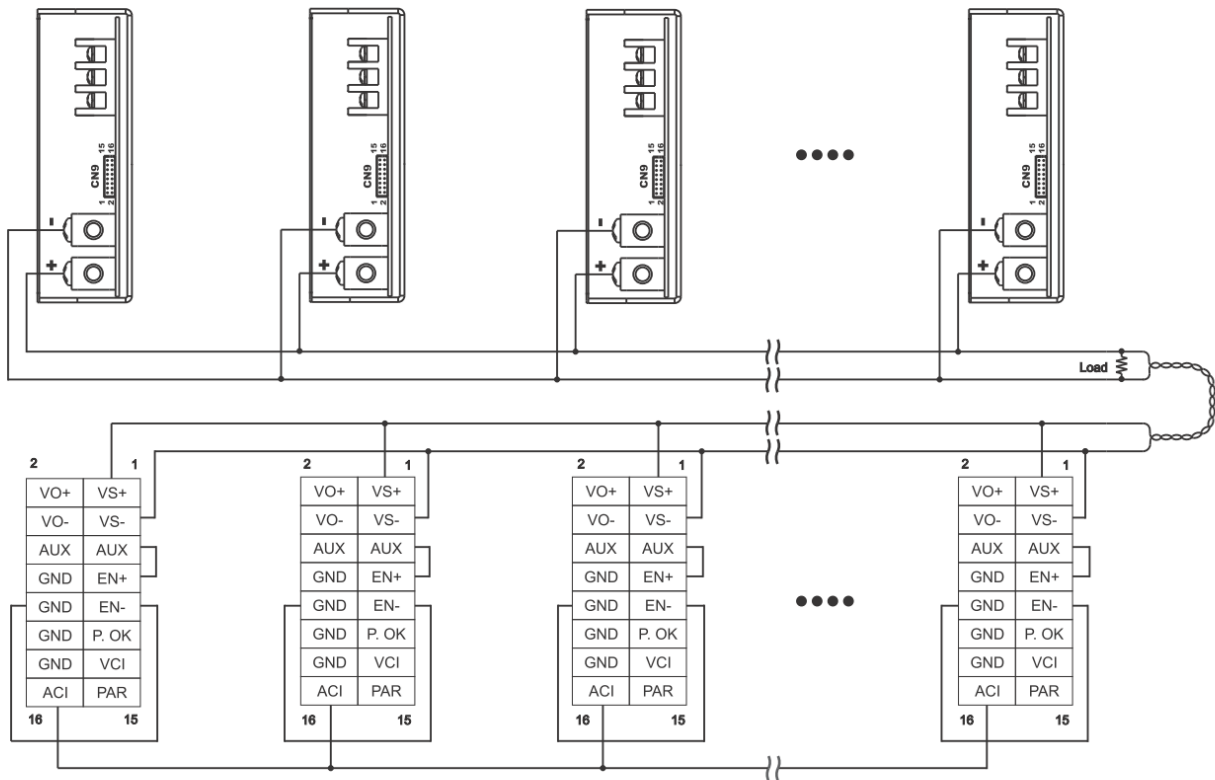 15 16
CN9
1 2
-
+
15 16
CN9
1 2
-
+
15 16
CN9
1 2
-
+
15 16
CN9
1 2
-
+
Load
2 1
VO+ VS+
VO- VS-
AUX AUX
GND EN+
GND EN-
GND P. OK
GND VCI
ACI PAR
16 15
2 1
VO+ VS+
VO- VS-
AUX AUX
GND EN+
GND EN-
GND P. OK
GND VCI
ACI PAR
16 15
2 1
VO+ VS+
VO- VS-
AUX AUX
GND EN+
GND EN-
GND P. OK
GND VCI
ACI PAR
16 15
2 1
VO+ VS+
VO- VS-
AUX AUX
GND EN+
GND EN-
GND P. OK
GND VCI
ACI PAR
16 15